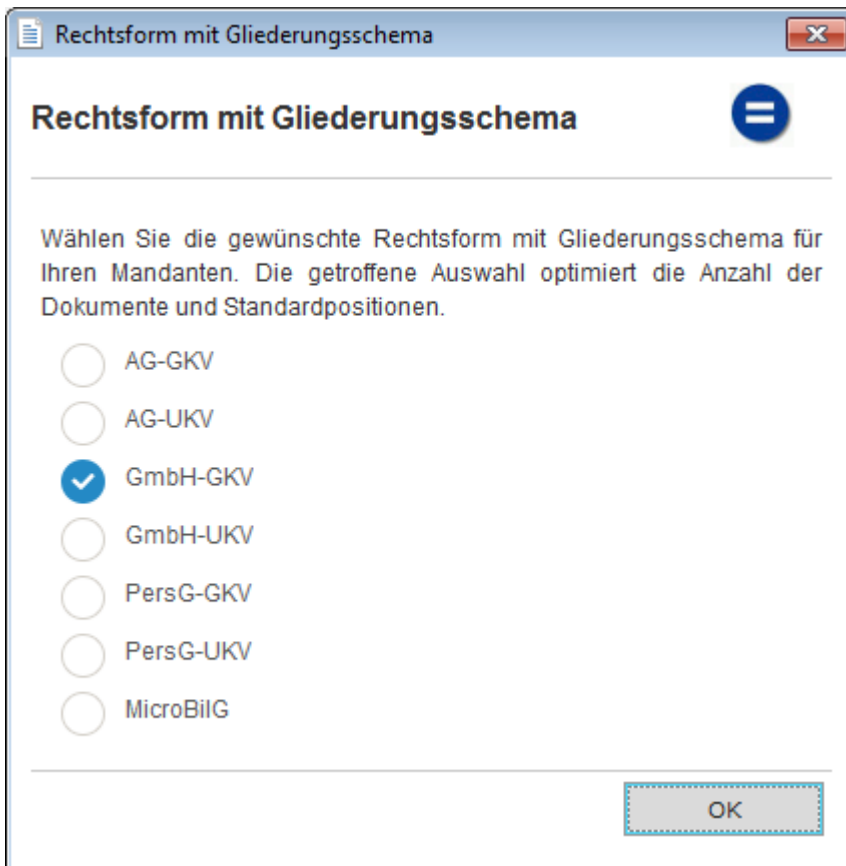 Rechtsform mit Gliederungsschema
Rechtsform mit Gliederungsschema
Wählen Sie die gewünschte Rechtsform mit Gliederungsschema für
Ihren Mandanten. Die getroffene Auswahl optimiert die Anzahl der
Dokumente und Standardpositionen.
AG-GKV
AG-UKV
GmbH-GKV
GmbH-UKV
PersG-GKV
PersG-UKV
MicroBilG
OK